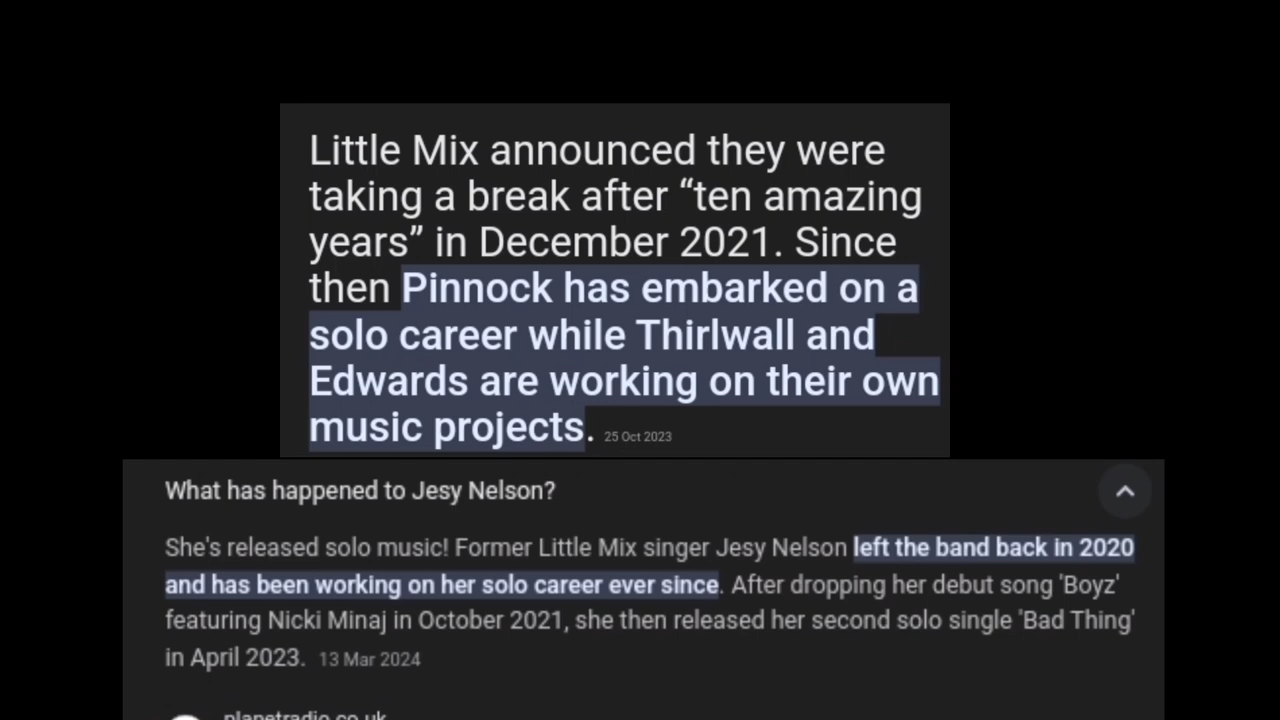 Little Mix announced they were
taking a break after “ten amazing
years” in December 2021. Since
then Pinnock has embarked on a
solo career while Thirlwall and
Edwards are working on their own
music projects. 25 Oct 2023
What has happened to Jesy Nelson?
She's released solo music! Former Little Mix singer Jesy Nelson left the band back in 2020
and has been working on her solo career ever since. After dropping her debut song 'Boyz'
featuring Nicki Minaj in October 2021, she then released her second solo single 'Bad Thing'
in April 2023. 13 Mar 2024
planetradio.co.uk